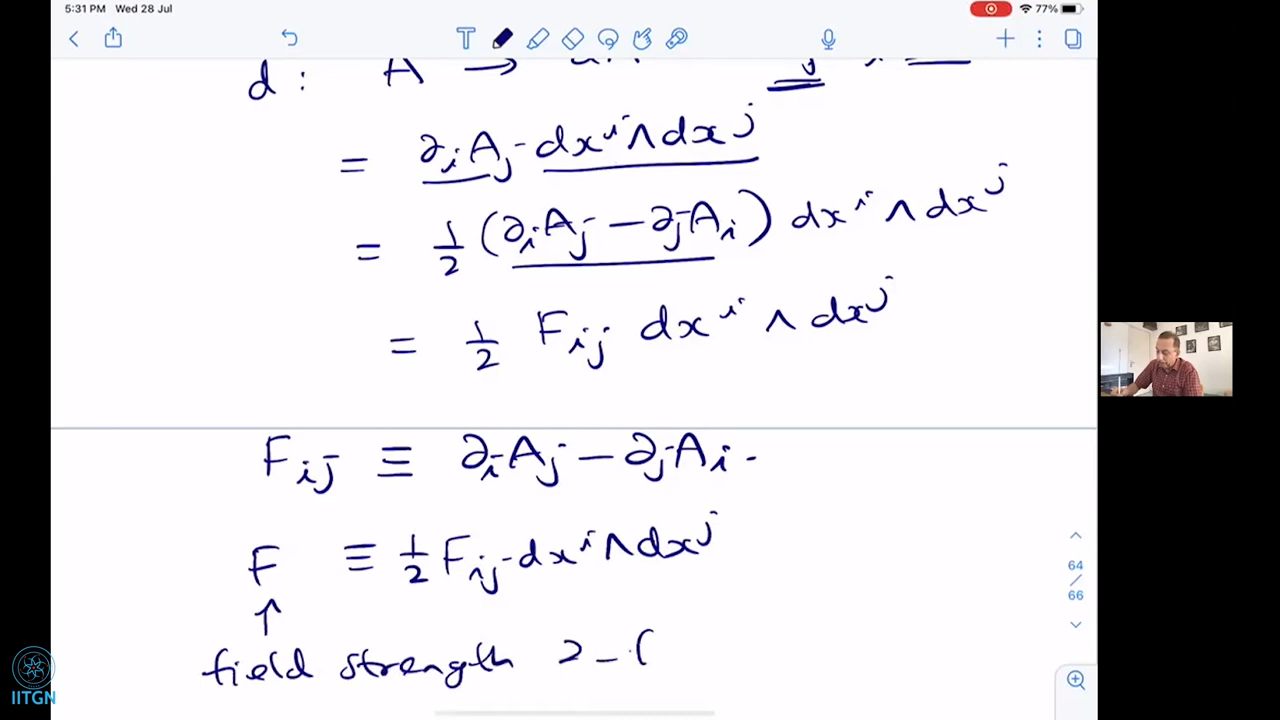 5:31 PM Wed 28 Jul
77%
d : A →
= ∂ᵢAⱼ dxⁱ ∧ dxʲ
= 1/2 (∂ᵢAⱼ − ∂ⱼAᵢ) dxⁱ ∧ dxʲ
= 1/2 Fᵢⱼ dxⁱ ∧ dxʲ
Fᵢⱼ ≡ ∂ᵢAⱼ − ∂ⱼAᵢ .
F ≡ 1/2 Fᵢⱼ dxⁱ ∧ dxʲ
↑
field strength 2 – (
64
/
66
IITGN